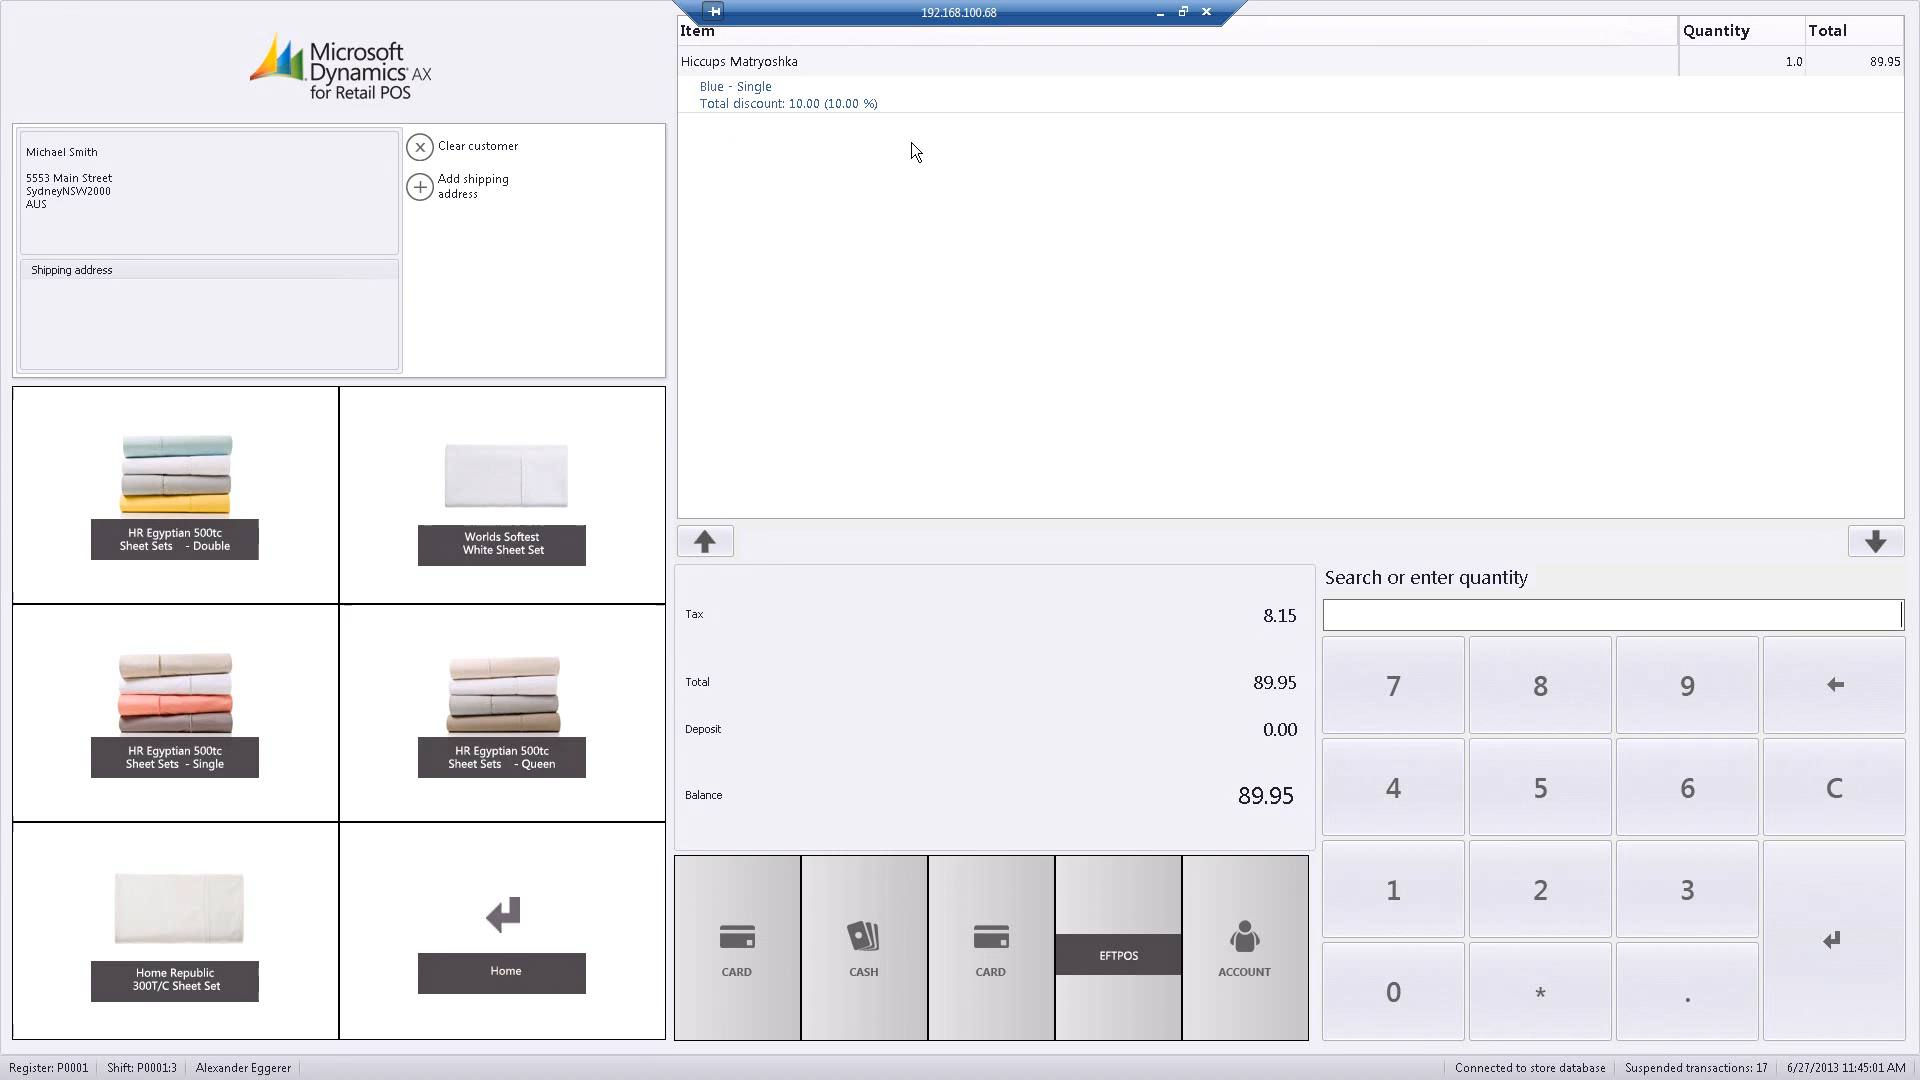 192.168.100.68
Microsoft
Dynamics AX
for Retail POS
Michael Smith
5553 Main Street
SydneyNSW2000
AUS
Shipping address
Clear customer
Add shipping
address
Item Quantity Total
Hiccups Matryoshka 1.0 89.95
Blue - Single
Total discount: 10.00 (10.00 %)
HR Egyptian 500tc
Sheet Sets - Double
Worlds Softest
White Sheet Set
HR Egyptian 500tc
Sheet Sets - Single
HR Egyptian 500tc
Sheet Sets - Queen
Home Republic
300T/C Sheet Set
Home
Tax 8.15
Total 89.95
Deposit 0.00
Balance 89.95
CARD
CASH
CARD
EFTPOS
ACCOUNT
Search or enter quantity
7 8 9
4 5 6 C
1 2 3
0 * .
Register: P0001 Shift: P0001:3 Alexander Eggerer Connected to store database Suspended transactions: 17 6/27/2013 11:45:01 AM